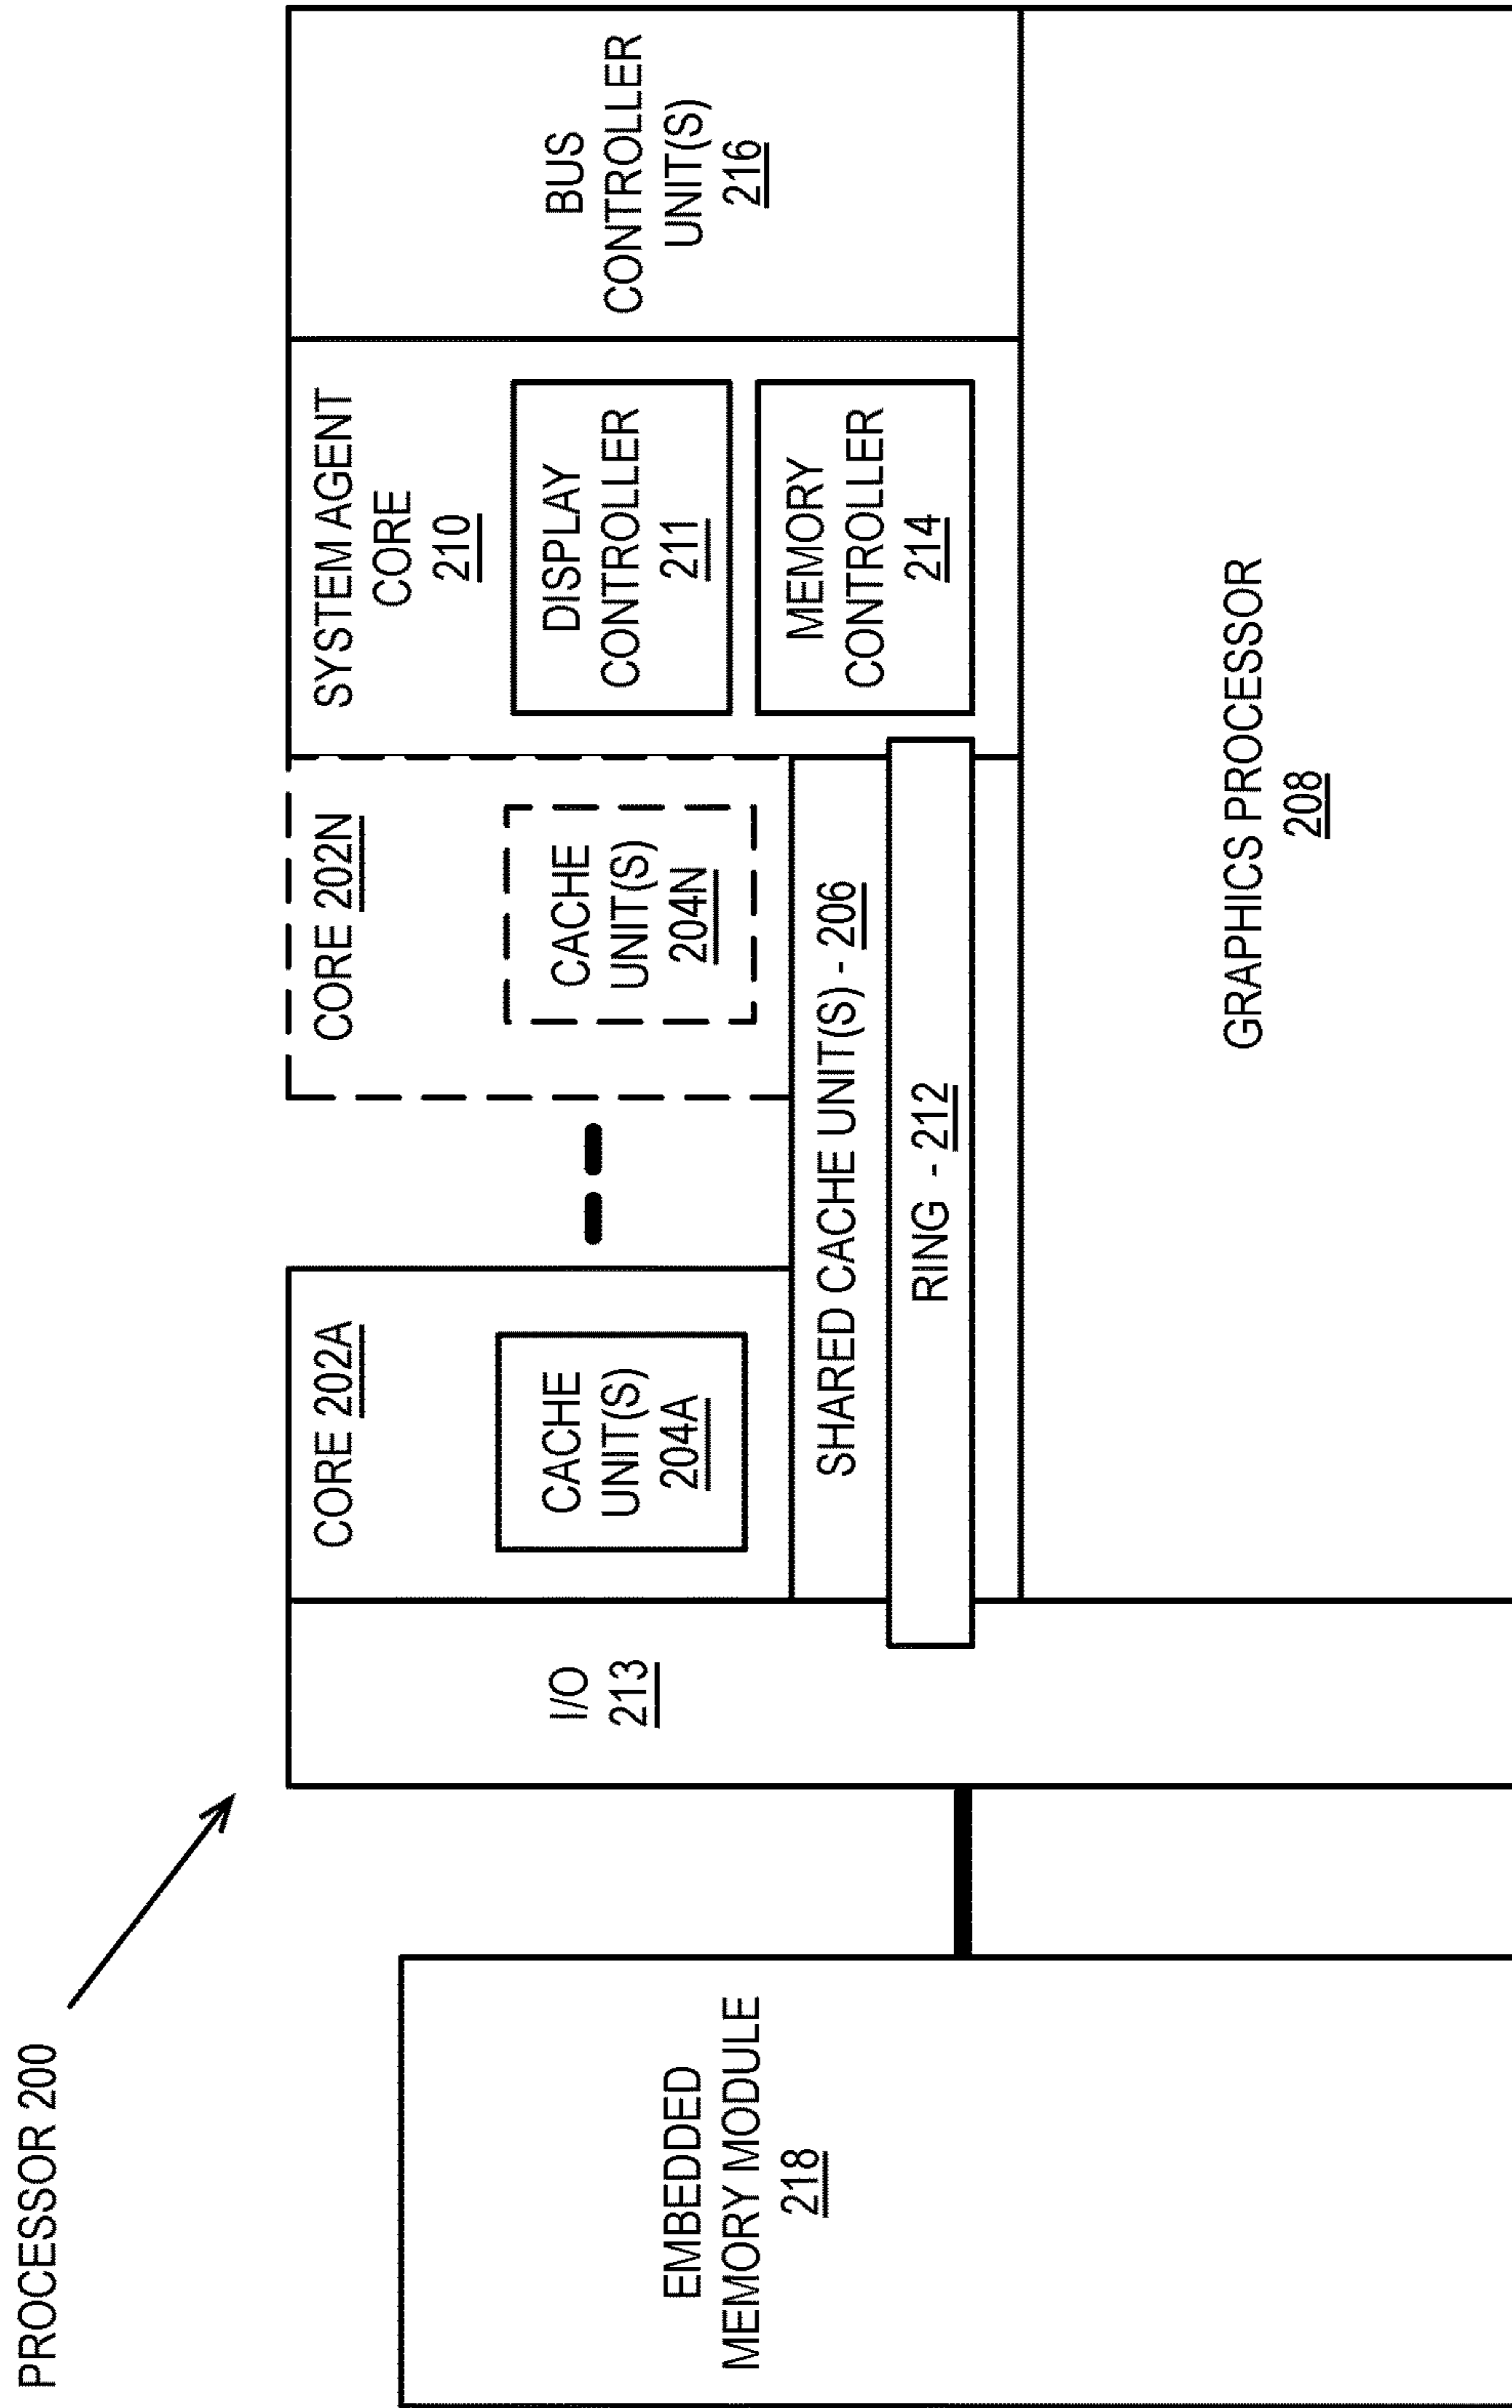 PROCESSOR 200
EMBEDDED
MEMORY MODULE
218
I/O
213
CORE 202A
CACHE
UNIT(S)
204A
CORE 202N
CACHE
UNIT(S)
204N
SHARED CACHE UNIT(S) - 206
RING - 212
SYSTEM AGENT
CORE
210
DISPLAY
CONTROLLER
211
MEMORY
CONTROLLER
214
BUS
CONTROLLER
UNIT(S)
216
GRAPHICS PROCESSOR
208